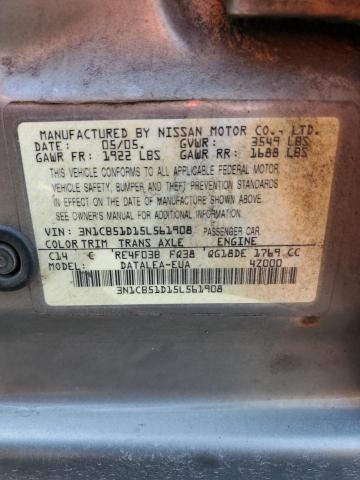 MANUFACTURED BY NISSAN MOTOR CO., LTD.
DATE: 05/05. GVWR: 3549 LBS
GAWR FR: 1922 LBS GAWR RR: 1688 LBS
THIS VEHICLE CONFORMS TO ALL APPLICABLE FEDERAL MOTOR
VEHICLE SAFETY, BUMPER AND THEFT PREVENTION STANDARDS
IN EFFECT ON THE DATE OF MANUFACTURE SHOWN ABOVE.
SEE OWNER'S MANUAL FOR ADDITIONAL INFORMATION
VIN: 3N1CB51D15L561908 PASSENGER CAR
COLOR TRIM TRANS AXLE ENGINE
C14 RE4F03B FQ38 QG18DE 1769 CC
MODEL: DATALEA-EUA 4Z000
3N1CB51D15L561908